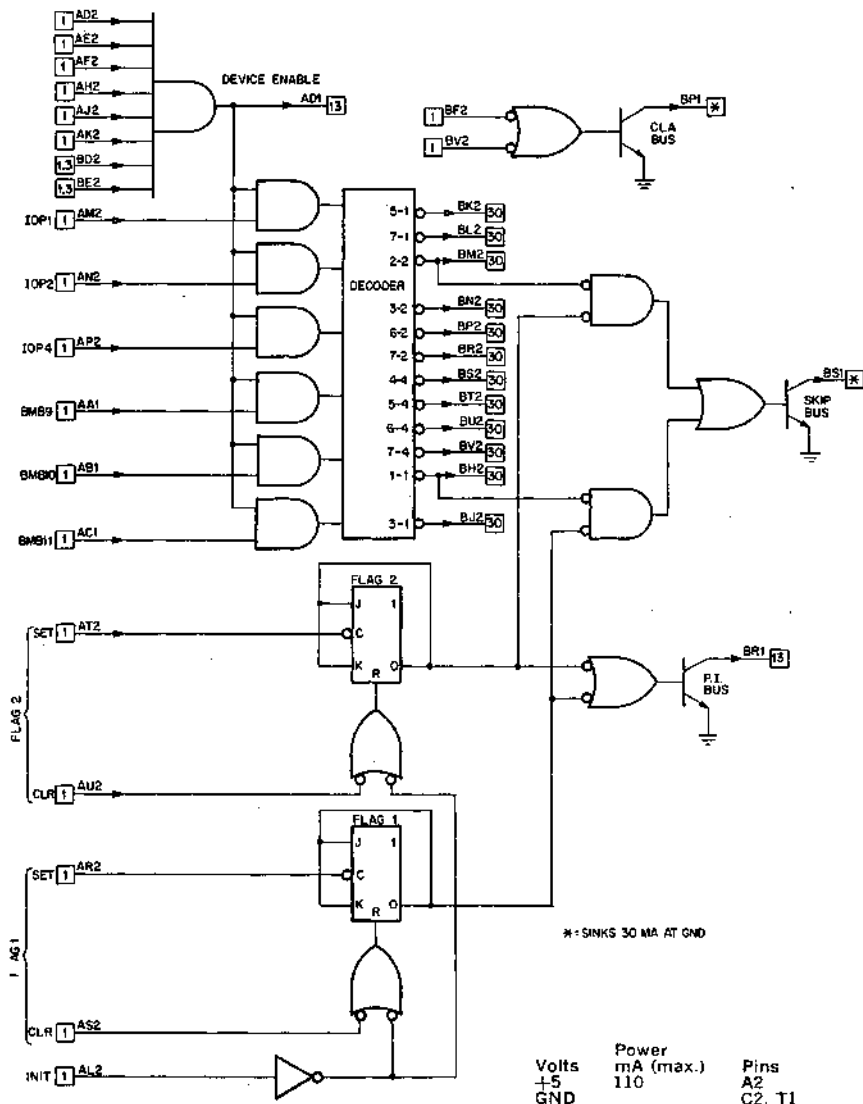 1 AD2
1 AE2
1 AF2
1 AH2
1 AJ2
1 AK2
1,3 BD2
1,3 BE2
DEVICE ENABLE
AD1 13
1 BF2
1 BV2
BP1 *
CLA
BUS
IOP1 1 AM2
IOP2 1 AN2
IOP4 1 AP2
BMB9 1 AA1
BMB10 1 AB1
BMB11 1 AC1
DECODER
5-1 BK2 30
7-1 BL2 30
2-2 BM2 30
3-2 BN2 30
6-2 BP2 30
7-2 BR2 30
4-4 BS2 30
5-4 BT2 30
6-4 BU2 30
7-4 BV2 30
1-1 BH2 30
3-1 BJ2 30
BS1 *
SKIP
BUS
FLAG 2
J 1
C
K 0
R
FLAG 2
SET 1 AT2
CLR 1 AU2
BR1 13
P.I.
BUS
FLAG 1
J 1
C
K 0
R
FLAG 1
SET 1 AR2
CLR 1 AS2
INIT 1 AL2
*=SINKS 30 MA AT GND
Power
Volts mA (max.) Pins
+5 110 A2
GND C2, T1